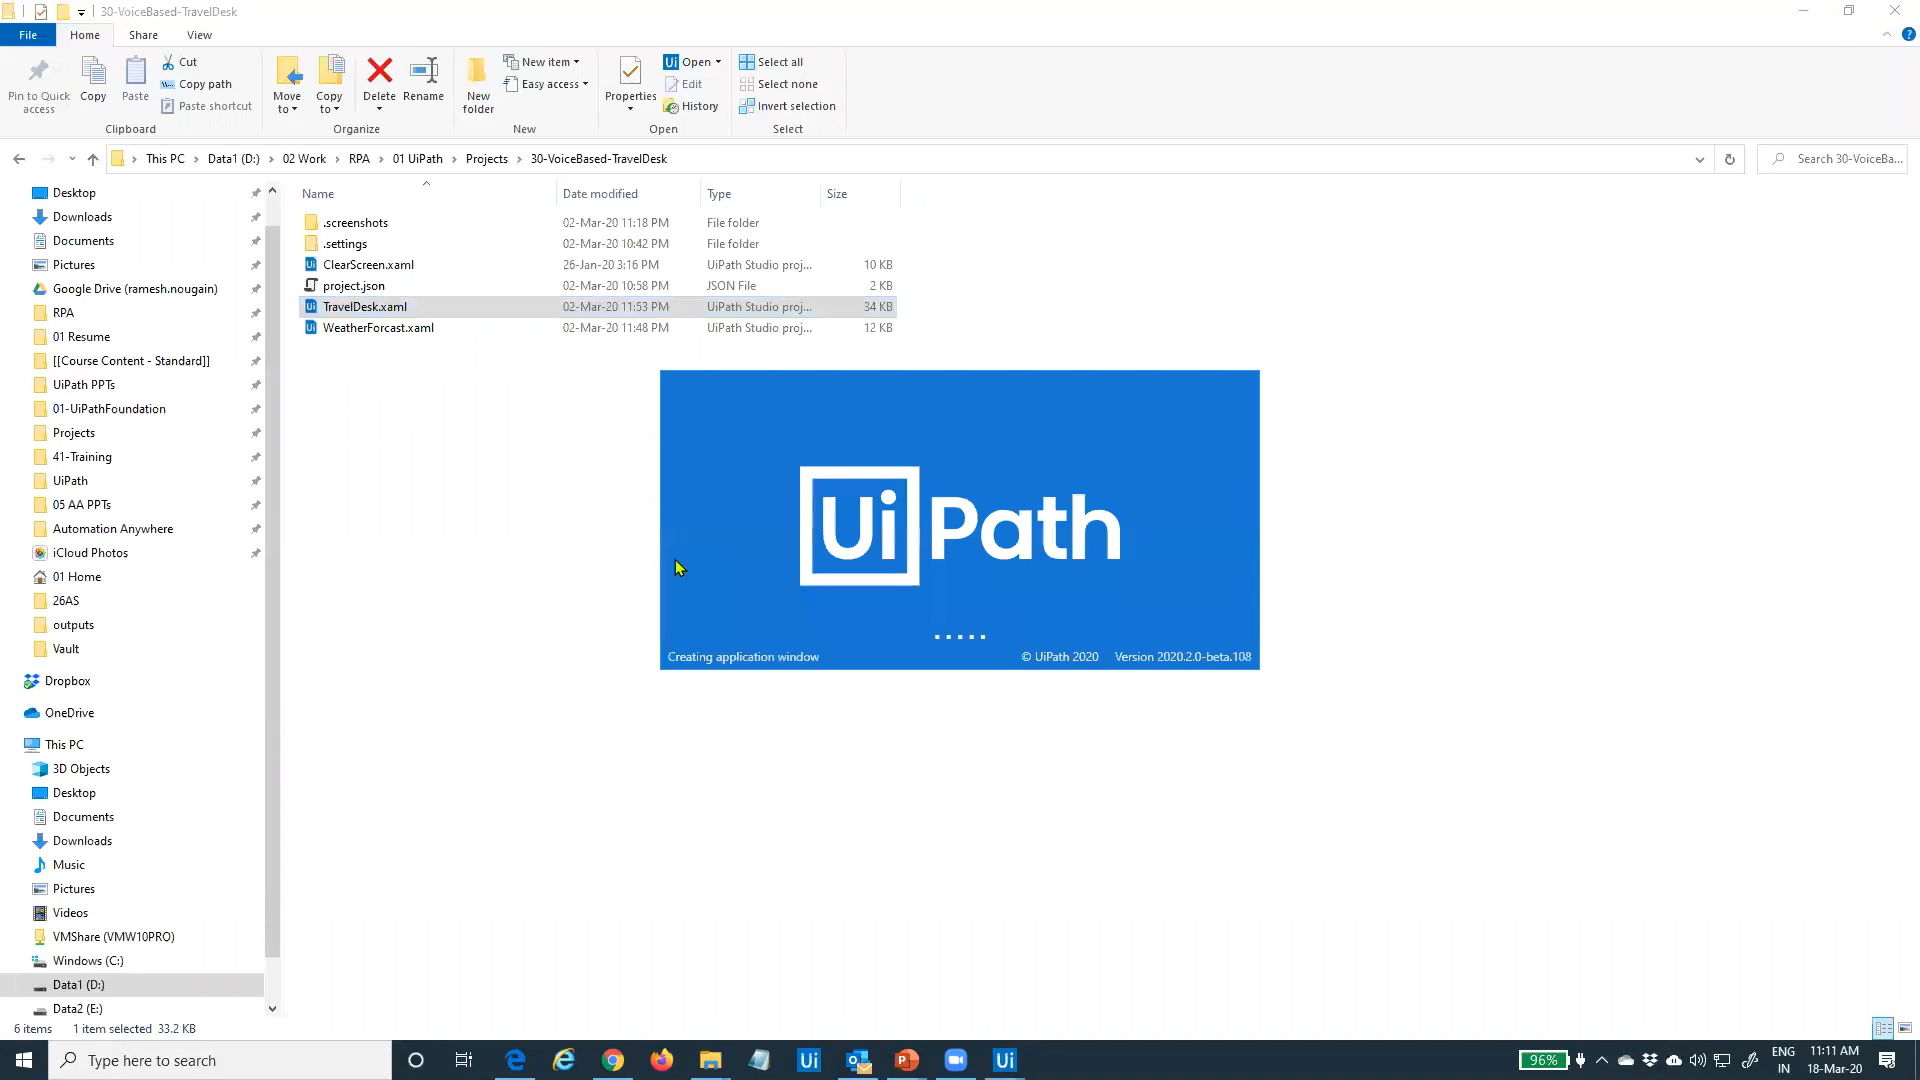 30-VoiceBased-TravelDesk
File Home Share View
Pin to Quick access
Copy
Paste
Cut
Copy path
Paste shortcut
Clipboard
Move to
Copy to
Delete
Rename
Organize
New folder
New item
Easy access
New
Properties
Open
Edit
History
Open
Select all
Select none
Invert selection
Select
This PC Data1 (D:) 02 Work RPA 01 UiPath Projects 30-VoiceBased-TravelDesk
Search 30-VoiceBa...
Name Date modified Type Size
.screenshots 02-Mar-20 11:18 PM File folder
.settings 02-Mar-20 10:42 PM File folder
ClearScreen.xaml 26-Jan-20 3:16 PM UiPath Studio proj... 10 KB
project.json 02-Mar-20 10:58 PM JSON File 2 KB
TravelDesk.xaml 02-Mar-20 11:53 PM UiPath Studio proj... 34 KB
WeatherForcast.xaml 02-Mar-20 11:48 PM UiPath Studio proj... 12 KB
Desktop
Downloads
Documents
Pictures
Google Drive (ramesh.nougain)
RPA
01 Resume
[[Course Content - Standard]]
UiPath PPTs
01-UiPathFoundation
Projects
41-Training
UiPath
05 AA PPTs
Automation Anywhere
iCloud Photos
01 Home
26AS
outputs
Vault
Dropbox
OneDrive
This PC
3D Objects
Desktop
Documents
Downloads
Music
Pictures
Videos
VMShare (VMW10PRO)
Windows (C:)
Data1 (D:)
Data2 (E:)
UiPath
Creating application window © UiPath 2020 Version 2020.2.0-beta.108
6 items 1 item selected 33.2 KB
Type here to search
Ui
Ui
96%
ENG
IN
11:11 AM
18-Mar-20